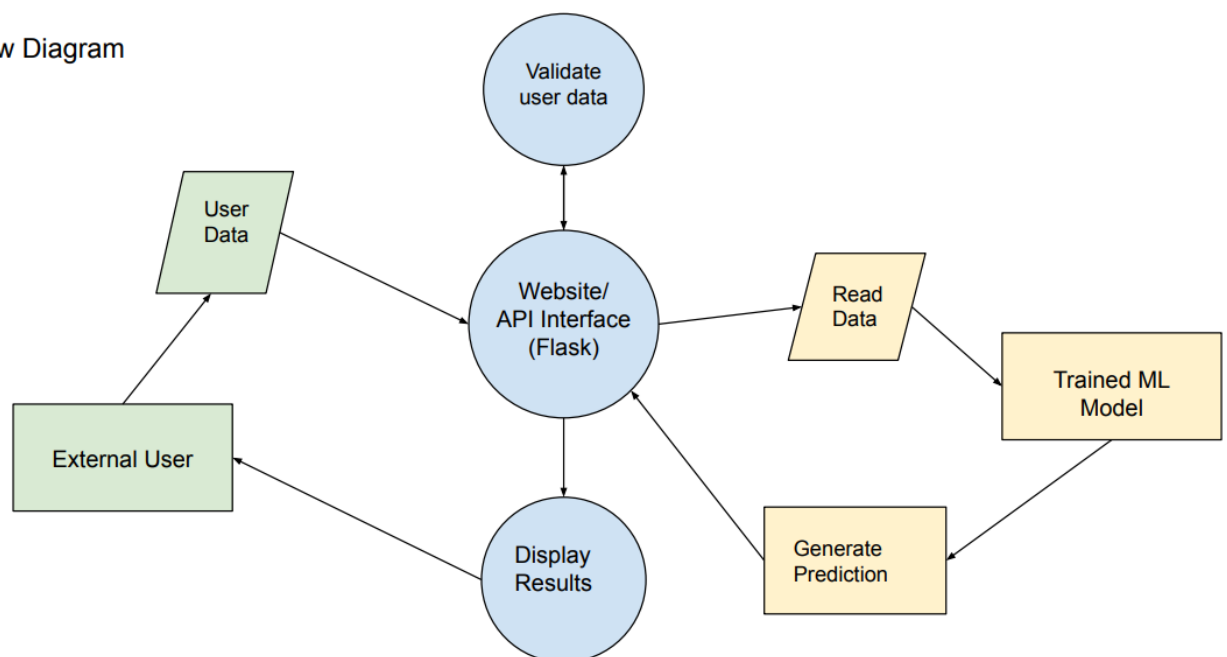 w Diagram
Validate
user data
User
Data
Website/
API Interface
(Flask)
Read
Data
Trained ML
Model
External User
Display
Results
Generate
Prediction